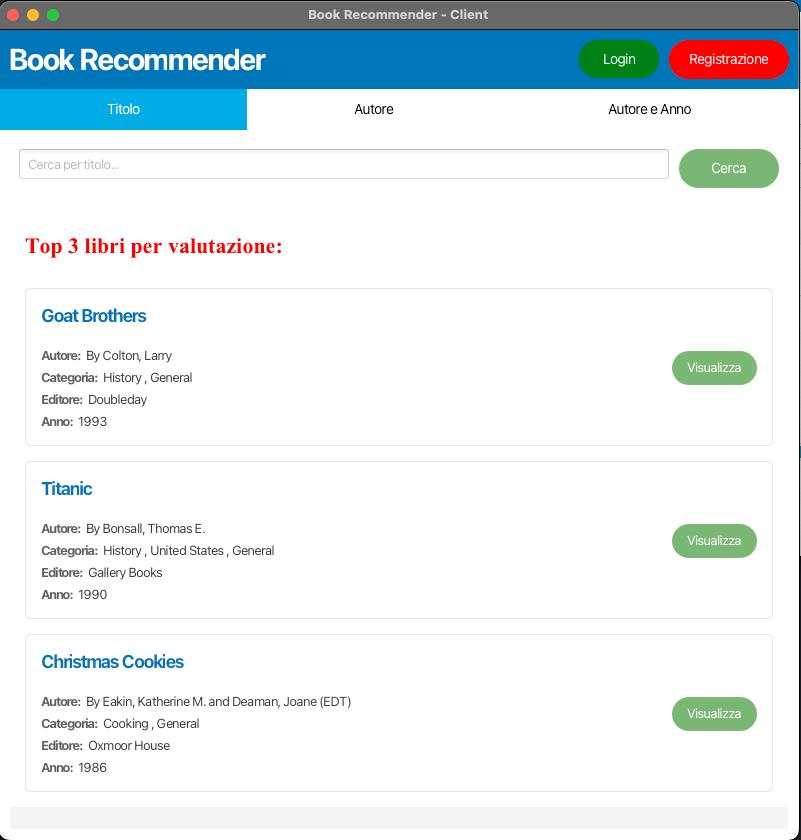 Book Recommender - Client
Book Recommender
Login
Registrazione
Titolo
Autore
Autore e Anno
Cerca per titolo...
Cerca
Top 3 libri per valutazione:
Goat Brothers
Autore: By Colton, Larry
Categoria: History , General
Editore: Doubleday
Anno: 1993
Visualizza
Titanic
Autore: By Bonsall, Thomas E.
Categoria: History , United States , General
Editore: Gallery Books
Anno: 1990
Visualizza
Christmas Cookies
Autore: By Eakin, Katherine M. and Deaman, Joane (EDT)
Categoria: Cooking , General
Editore: Oxmoor House
Anno: 1986
Visualizza